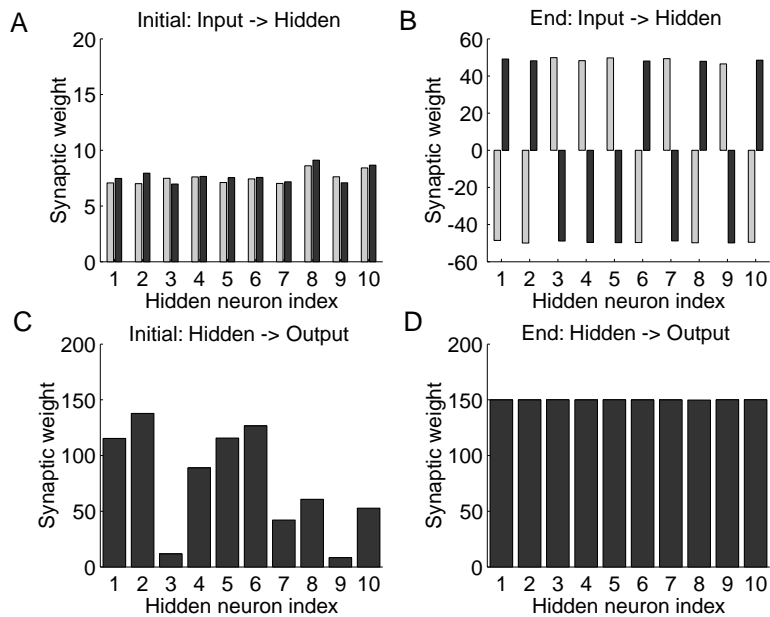 A
Initial: Input -> Hidden
Synaptic weight
20
15
10
5
0
1 2 3 4 5 6 7 8 9 10
Hidden neuron index
B
End: Input -> Hidden
Synaptic weight
60
40
20
0
-20
-40
-60
1 2 3 4 5 6 7 8 9 10
Hidden neuron index
C
Initial: Hidden -> Output
Synaptic weight
200
150
100
50
0
1 2 3 4 5 6 7 8 9 10
Hidden neuron index
D
End: Hidden -> Output
Synaptic weight
200
150
100
50
0
1 2 3 4 5 6 7 8 9 10
Hidden neuron index